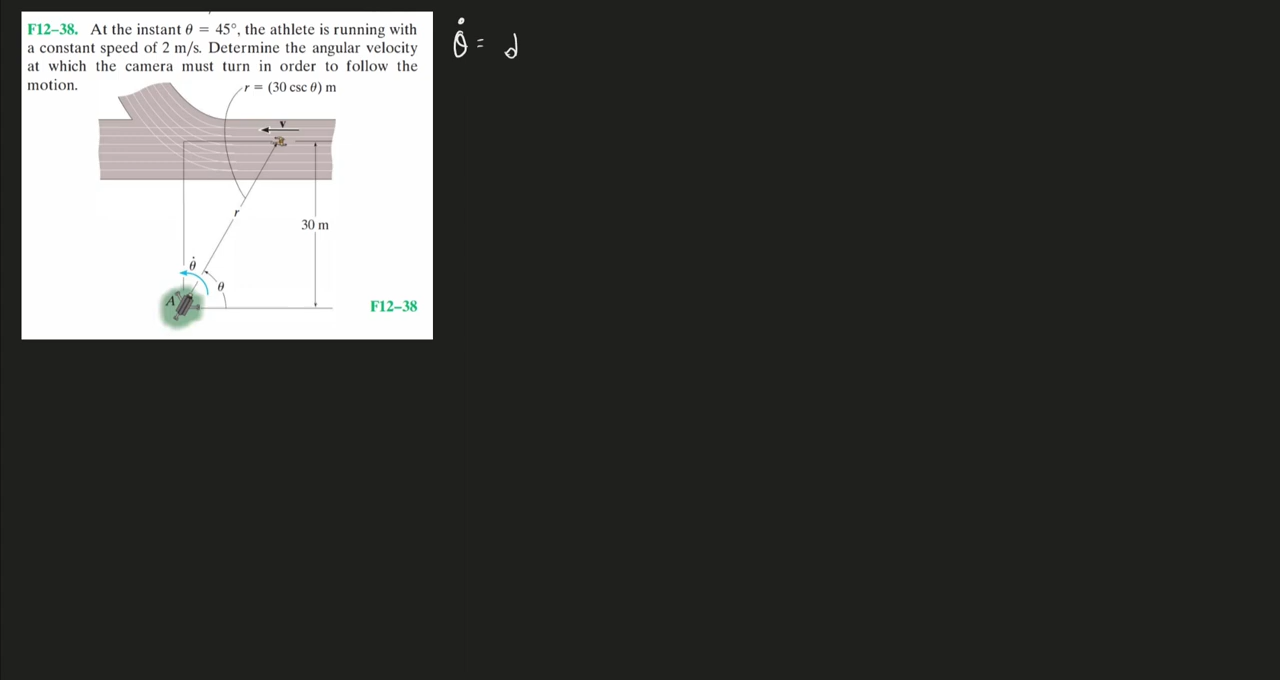 F12–38. At the instant θ = 45°, the athlete is running with
a constant speed of 2 m/s. Determine the angular velocity
at which the camera must turn in order to follow the
motion.
r = (30 csc θ) m
v
r
30 m
θ̇
θ
A
F12–38
θ̇ =